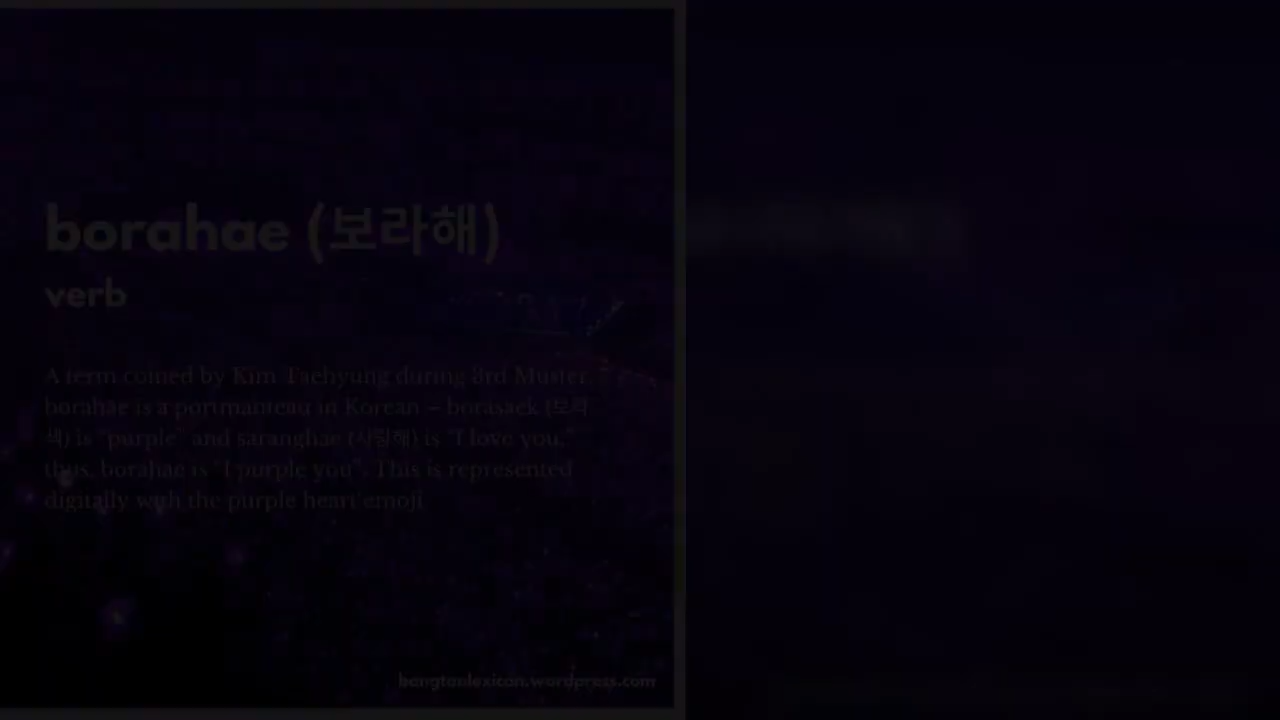 borahae (보라해)
verb
A term coined by Kim Taehyung during 3rd Muster,
borahae is a portmanteau in Korean – borasaek (보라
색) is "purple" and saranghae (사랑해) is "I love you,"
thus, borahae is "I purple you". This is represented
digitally with the purple heart emoji
bangtanlexicon.wordpress.com